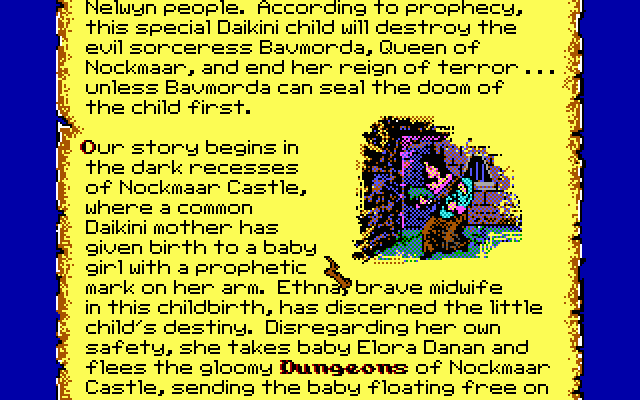 Nelwyn people. According to prophecy,
this special Daikini child will destroy the
evil sorceress Bavmorda, Queen of
Nockmaar, and end her reign of terror ...
unless Bavmorda can seal the doom of
the child first.
Our story begins in
the dark recesses
of Nockmaar Castle,
where a common
Daikini mother has
given birth to a baby
girl with a prophetic
mark on her arm. Ethna, brave midwife
in this childbirth, has discerned the little
child's destiny. Disregarding her own
safety, she takes baby Elora Danan and
flees the gloomy Dungeons of Nockmaar
Castle, sending the baby floating free on